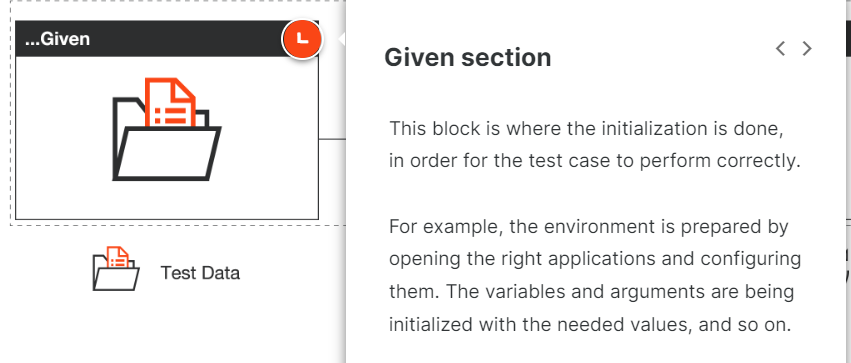 ...Given
Given section
This block is where the initialization is done,
in order for the test case to perform correctly.
For example, the environment is prepared by
opening the right applications and configuring
them. The variables and arguments are being
initialized with the needed values, and so on.
Test Data